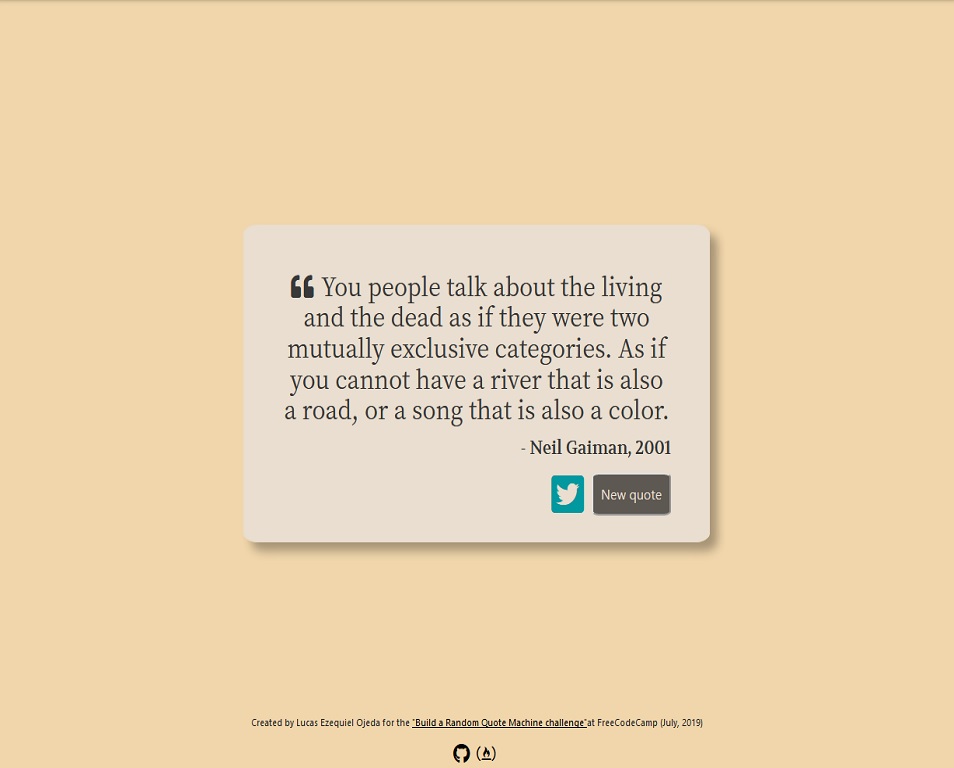 You people talk about the living
and the dead as if they were two
mutually exclusive categories. As if
you cannot have a river that is also
a road, or a song that is also a color.
- Neil Gaiman, 2001
New quote
Created by Lucas Ezequiel Ojeda for the "Build a Random Quote Machine challenge"at FreeCodeCamp (July, 2019)